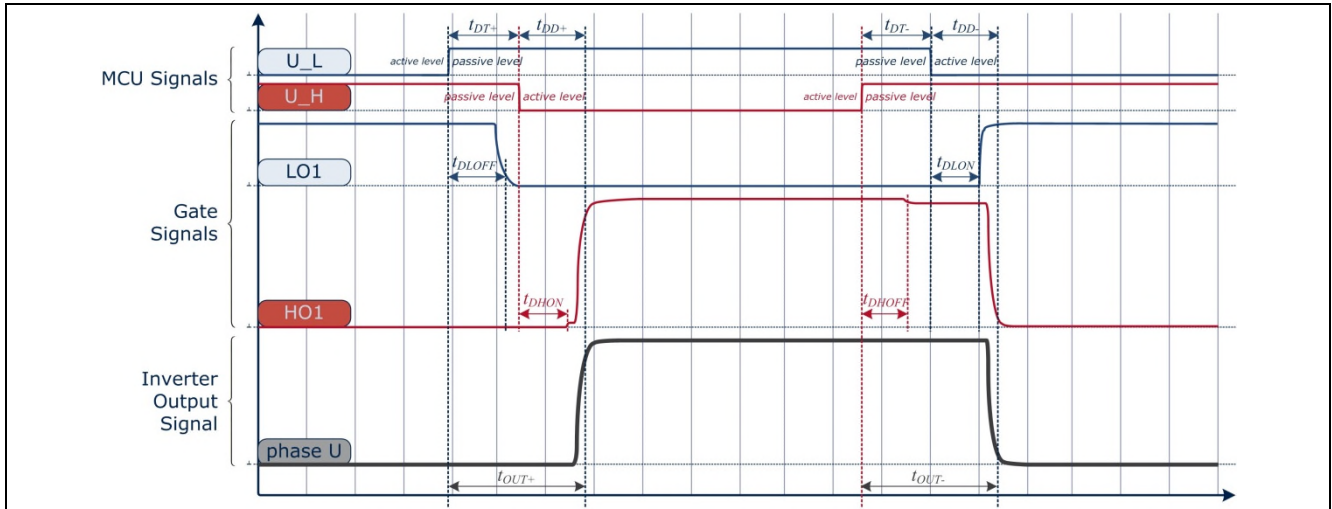 tDT+ tDD+ tDT- tDD-
MCU Signals
U_L
active level passive level passive level active level
U_H
passive level active level active level passive level
LO1
tDLOFF tDLON
Gate
Signals
HO1
tDHON tDHOFF
Inverter
Output
Signal
phase U
tOUT+ tOUT-